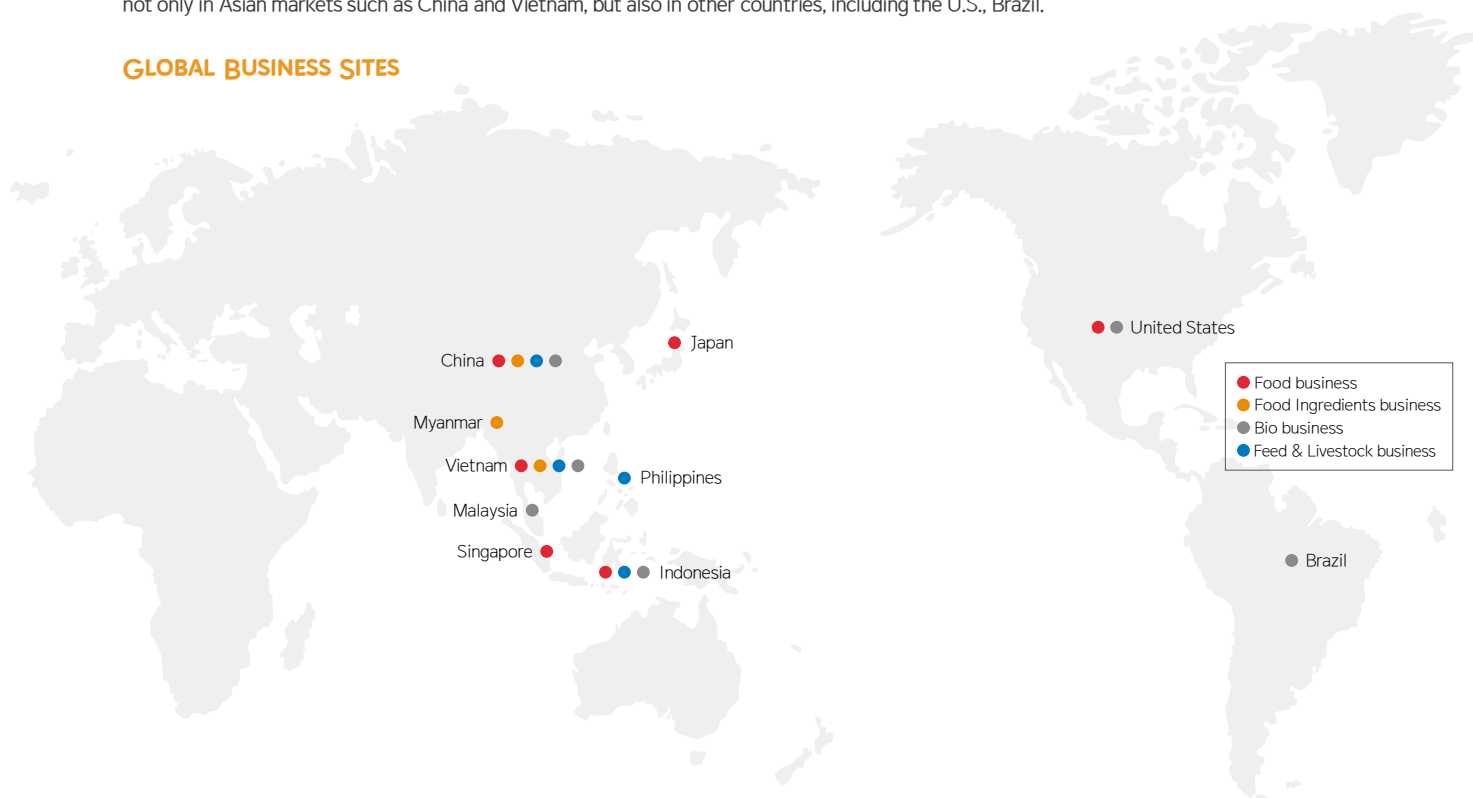 not only in Asian markets such as China and Vietnam, but also in other countries, including the U.S., Brazil.
GLOBAL BUSINESS SITES
United States
Japan
China
Food business
Food Ingredients business
Bio business
Feed & Livestock business
Myanmar
Vietnam
Philippines
Malaysia
Singapore
Indonesia
Brazil